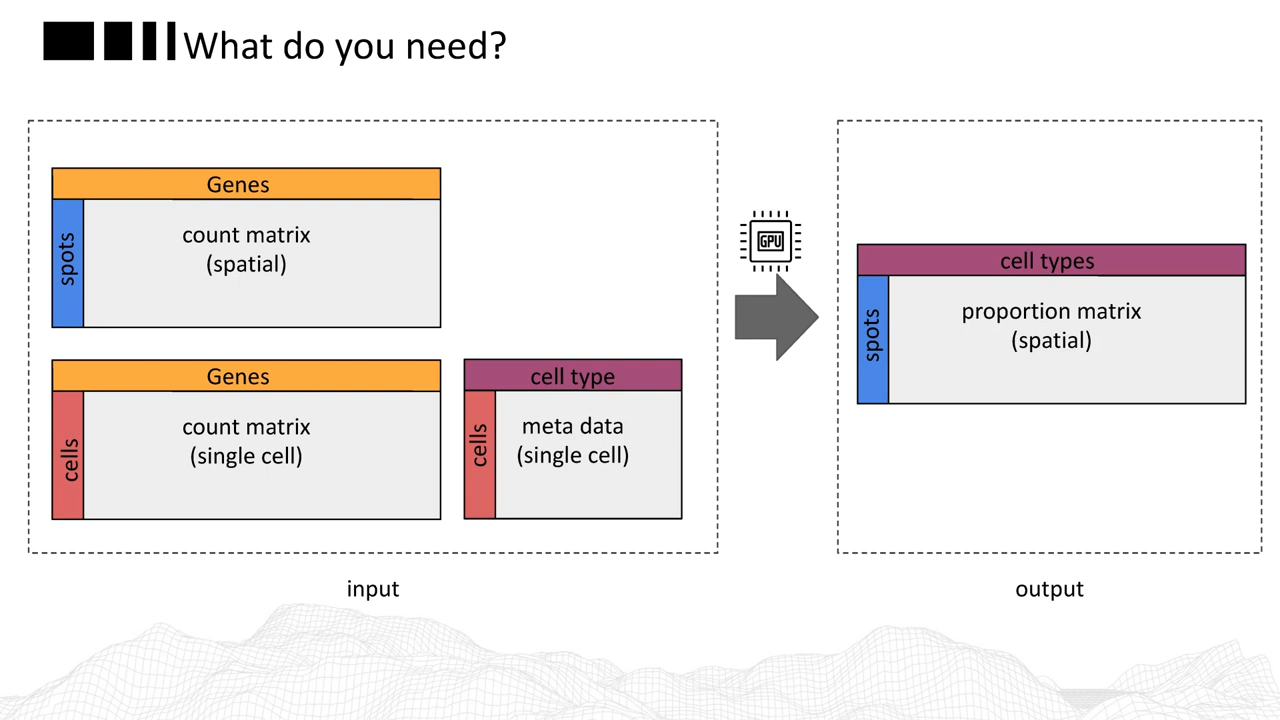 What do you need?
Genes
spots
count matrix
(spatial)
Genes
cells
count matrix
(single cell)
cell type
cells
meta data
(single cell)
input
GPU
cell types
spots
proportion matrix
(spatial)
output